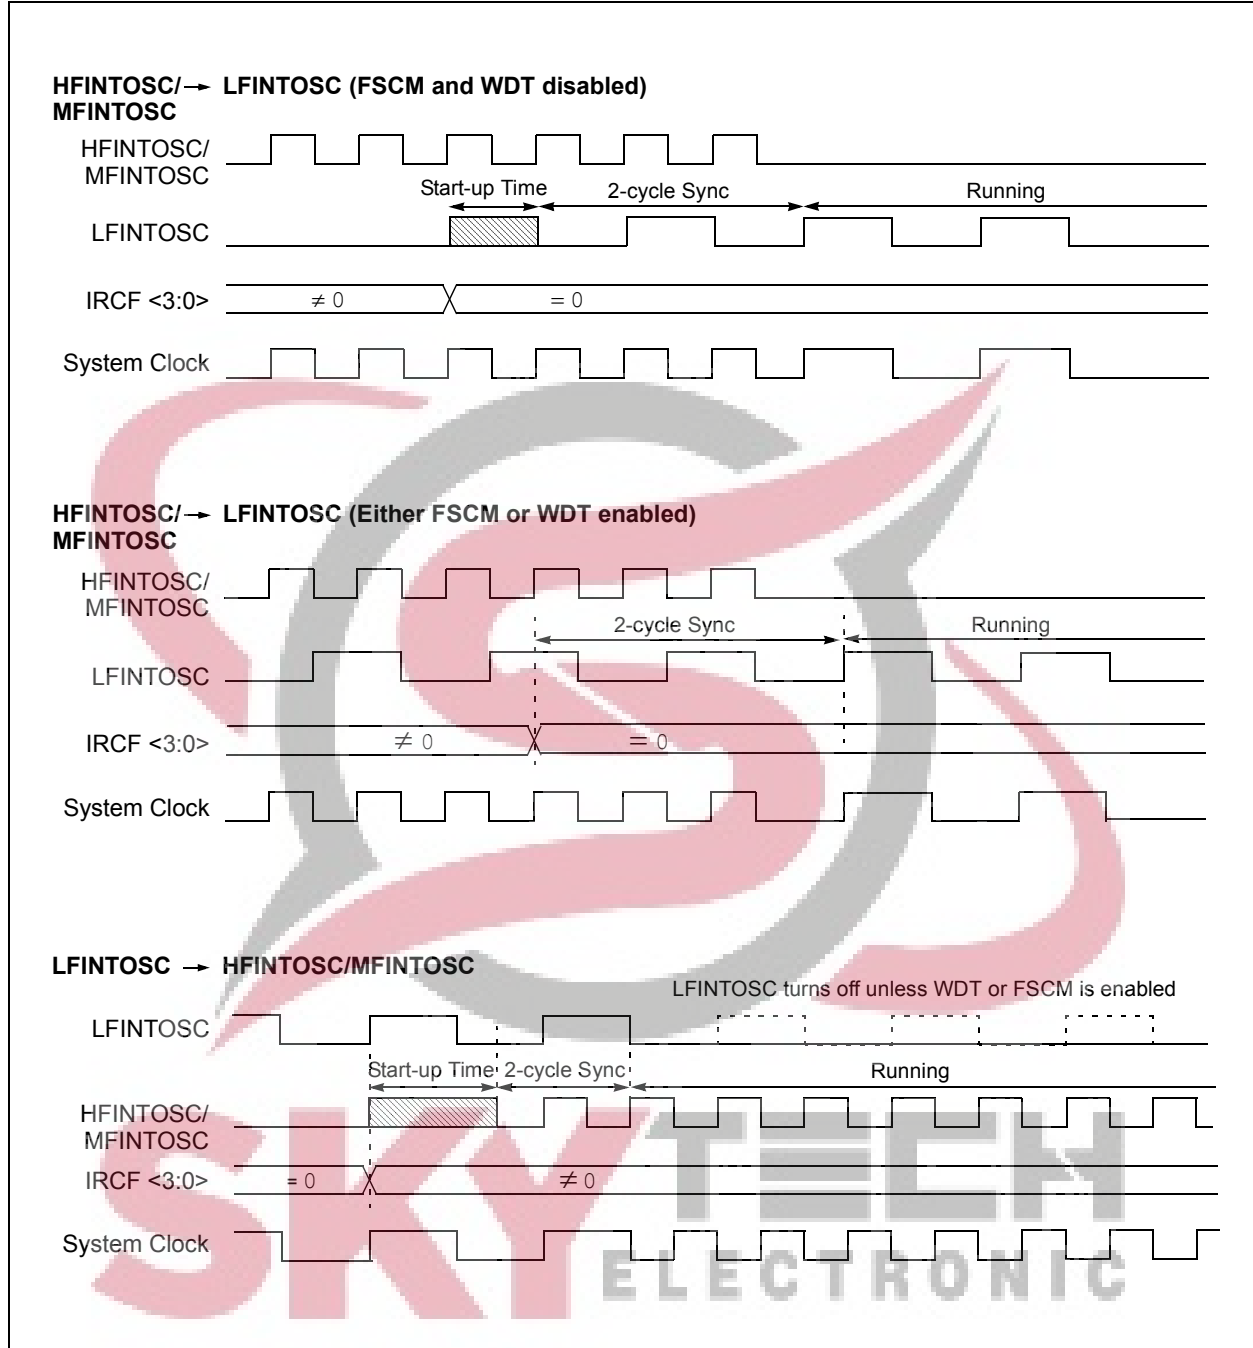 HFINTOSC/→ LFINTOSC (FSCM and WDT disabled)
MFINTOSC
HFINTOSC/
MFINTOSC
Start-up Time 2-cycle Sync Running
LFINTOSC
IRCF <3:0> ≠ 0 = 0
System Clock
HFINTOSC/→ LFINTOSC (Either FSCM or WDT enabled)
MFINTOSC
HFINTOSC/
MFINTOSC
2-cycle Sync Running
LFINTOSC
IRCF <3:0> ≠ 0 = 0
System Clock
LFINTOSC → HFINTOSC/MFINTOSC
LFINTOSC turns off unless WDT or FSCM is enabled
LFINTOSC
Start-up Time 2-cycle Sync Running
HFINTOSC/
MFINTOSC
IRCF <3:0> = 0 ≠ 0
System Clock
SKYTECH
ELECTRONIC